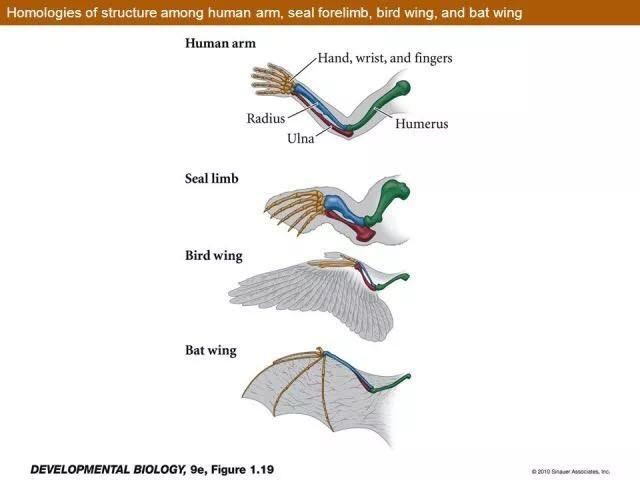 Homologies of structure among human arm, seal forelimb, bird wing, and bat wing
Human arm
Hand, wrist, and fingers
Radius
Ulna
Humerus
Seal limb
Bird wing
Bat wing
DEVELOPMENTAL BIOLOGY, 9e, Figure 1.19
© 2010 Sinauer Associates, Inc.